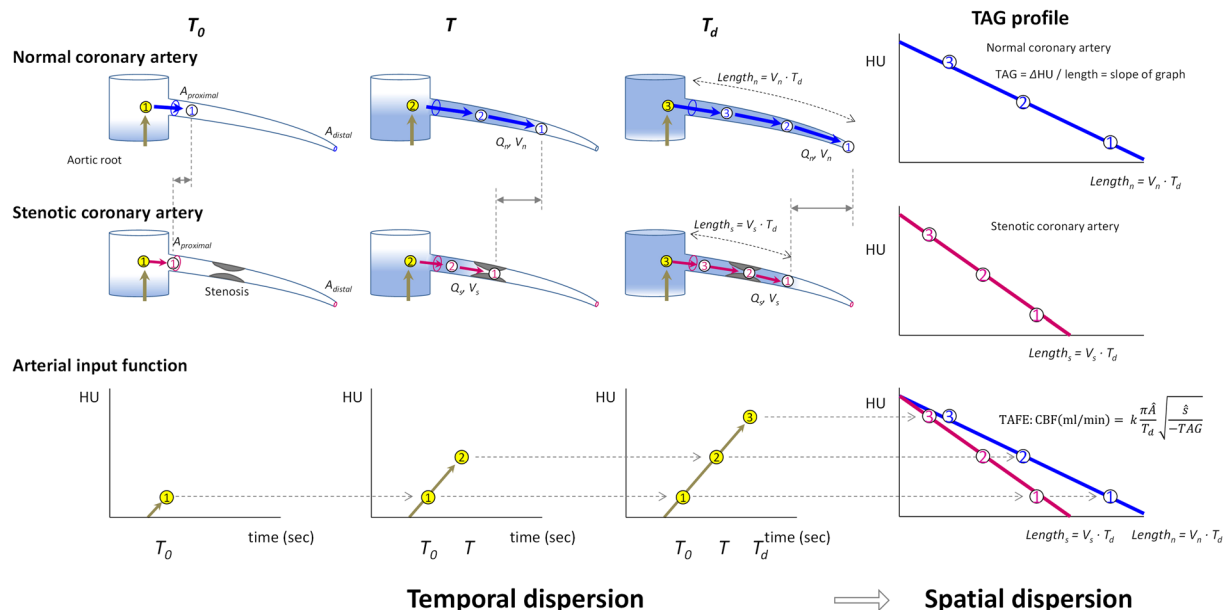 T0
T
Td
TAG profile
Normal coronary artery
Aproximal
Adistal
Aortic root
1
1
2
2
1
Qn, Vn
Lengthn = Vn · Td
3
3
2
1
Qn, Vn
HU
Normal coronary artery
TAG = ΔHU / length = slope of graph
3
2
1
Lengthn = Vn · Td
Stenotic coronary artery
Aproximal
Adistal
Stenosis
1
1
2
2
1
Qs, Vs
Lengths = Vs · Td
3
3
2
1
Qs, Vs
HU
Stenotic coronary artery
3
2
1
Lengths = Vs · Td
Arterial input function
HU
1
T0
time (sec)
HU
2
1
T0 T
time (sec)
HU
3
2
1
T0 T Td
time (sec)
HU
TAFE: CBF(ml/min) = k πÂ/Td √(ŝ/−TAG)
3 3
2 2
1 1
Lengths = Vs · Td Lengthn = Vn · Td
Temporal dispersion
Spatial dispersion